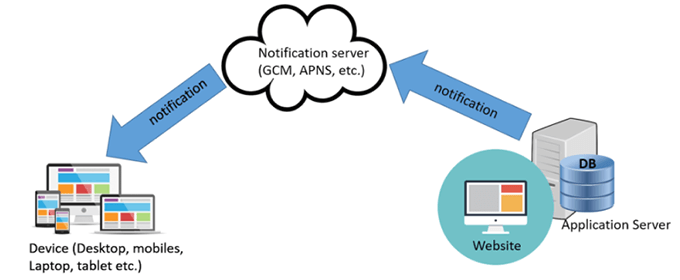 Notification server
(GCM, APNS, etc.)
notification
notification
DB
Application Server
Website
Device (Desktop, mobiles,
Laptop, tablet etc.)